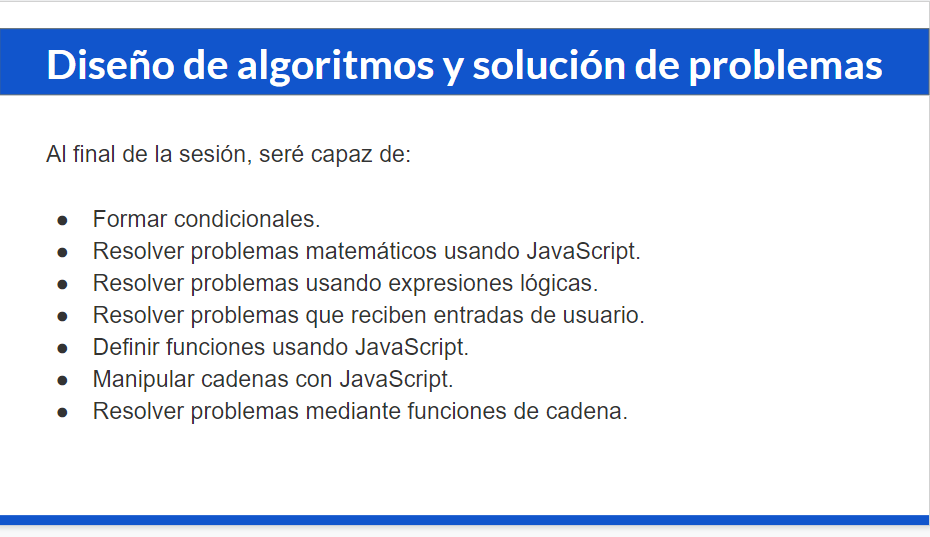 Diseño de algoritmos y solución de problemas
Al final de la sesión, seré capaz de:
● Formar condicionales.
● Resolver problemas matemáticos usando JavaScript.
● Resolver problemas usando expresiones lógicas.
● Resolver problemas que reciben entradas de usuario.
● Definir funciones usando JavaScript.
● Manipular cadenas con JavaScript.
● Resolver problemas mediante funciones de cadena.